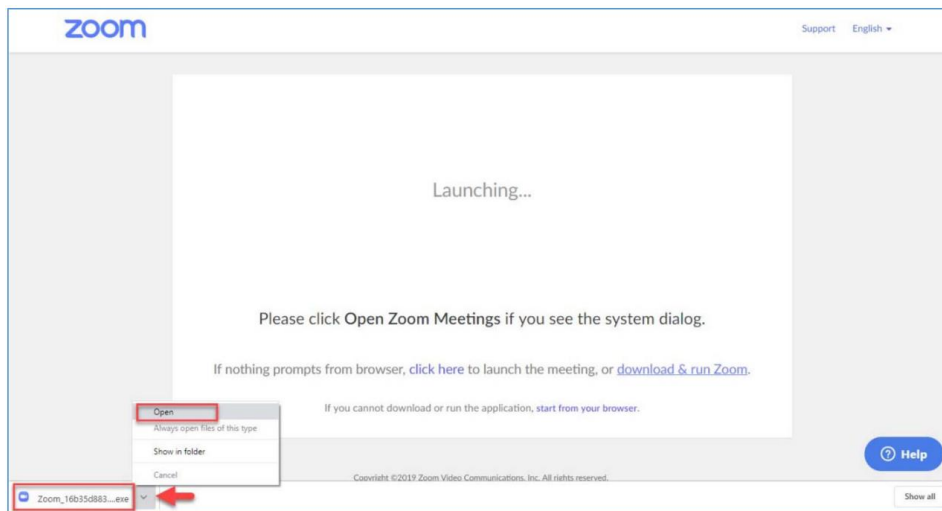 zoom
Support English
Launching...
Please click Open Zoom Meetings if you see the system dialog.
If nothing prompts from browser, click here to launch the meeting, or download & run Zoom.
If you cannot download or run the application, start from your browser.
Open
Always open files of this type
Show in folder
Cancel
Help
Copyright ©2019 Zoom Video Communications, Inc. All rights reserved.
Zoom_16b35d883....exe
Show all